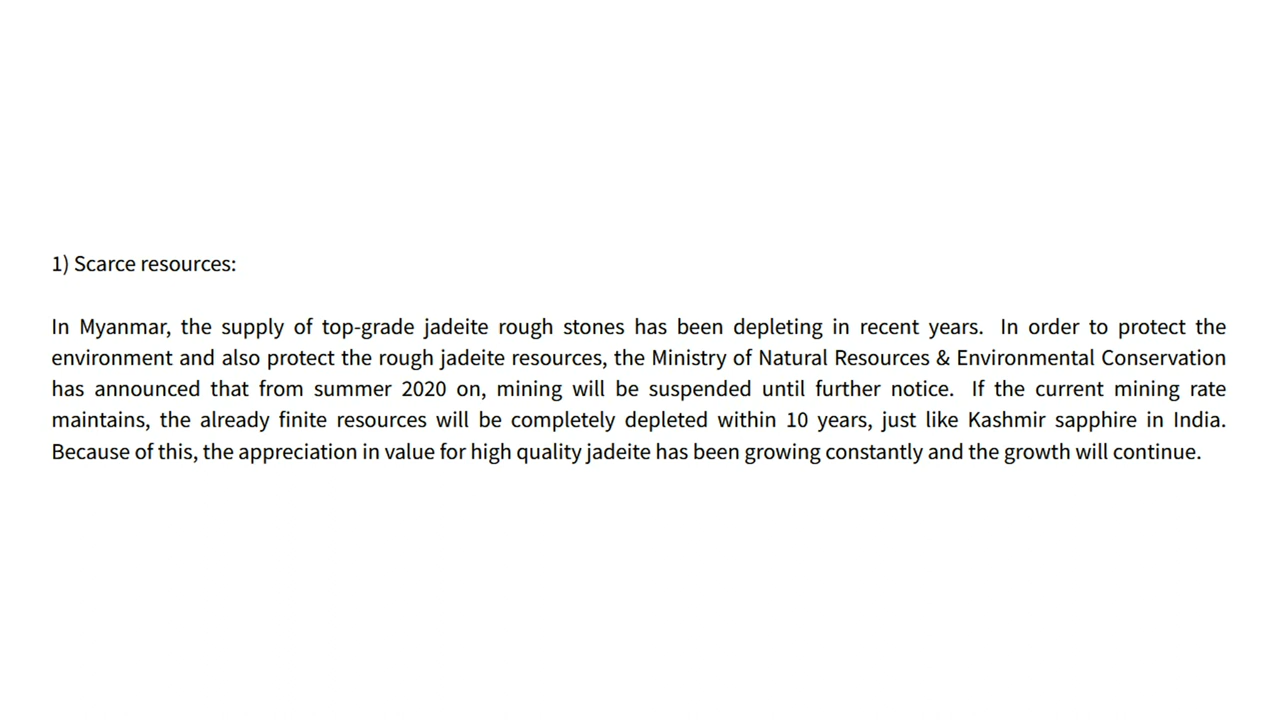 1) Scarce resources:
In Myanmar, the supply of top-grade jadeite rough stones has been depleting in recent years.  In order to protect the
environment and also protect the rough jadeite resources, the Ministry of Natural Resources & Environmental Conservation
has announced that from summer 2020 on, mining will be suspended until further notice.  If the current mining rate
maintains, the already finite resources will be completely depleted within 10 years, just like Kashmir sapphire in India.
Because of this, the appreciation in value for high quality jadeite has been growing constantly and the growth will continue.